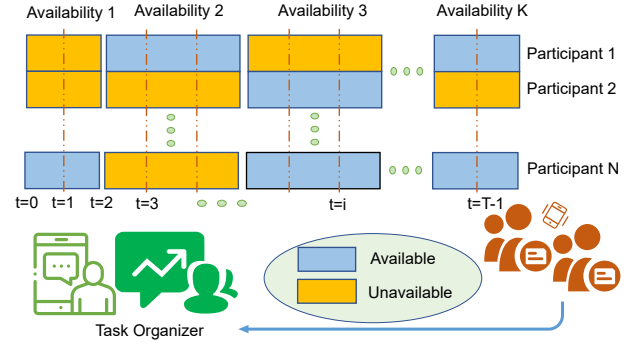 Availability 1
Availability 2
Availability 3
Availability K
Participant 1
Participant 2
Participant N
t=0
t=1
t=2
t=3
t=i
t=T-1
Available
Unavailable
Task Organizer